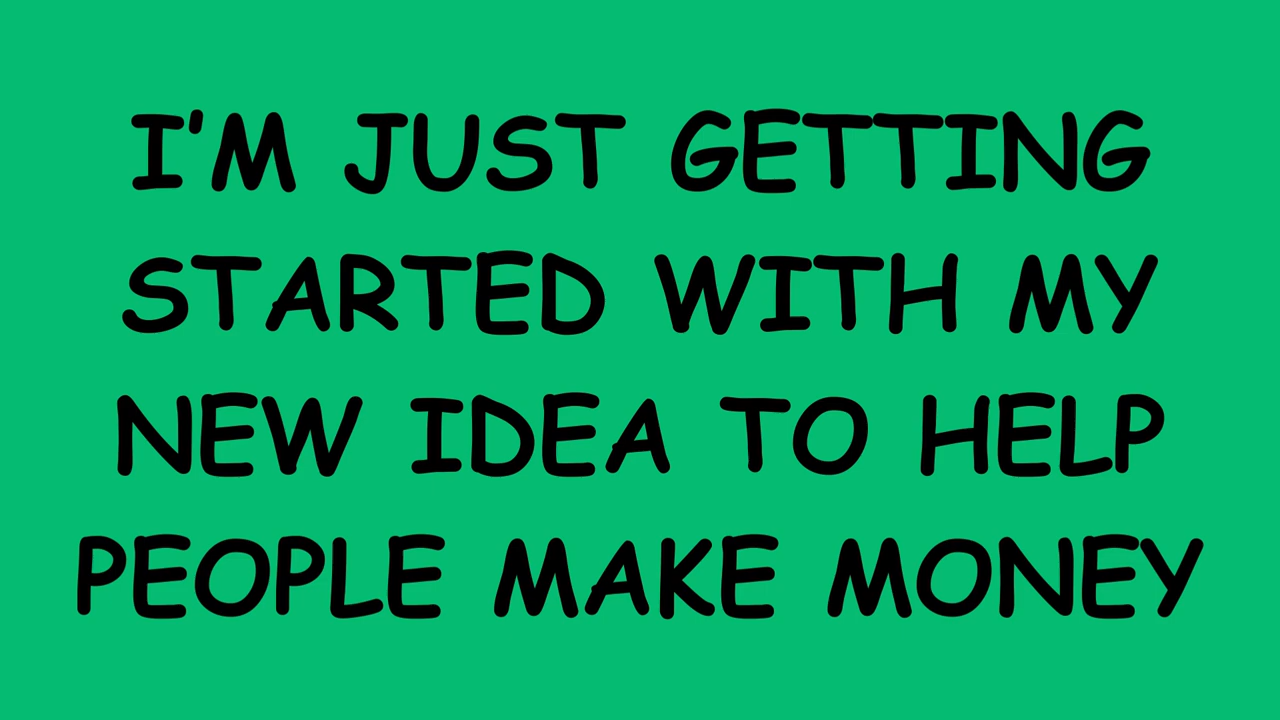 I'M JUST GETTING
STARTED WITH MY
NEW IDEA TO HELP
PEOPLE MAKE MONEY